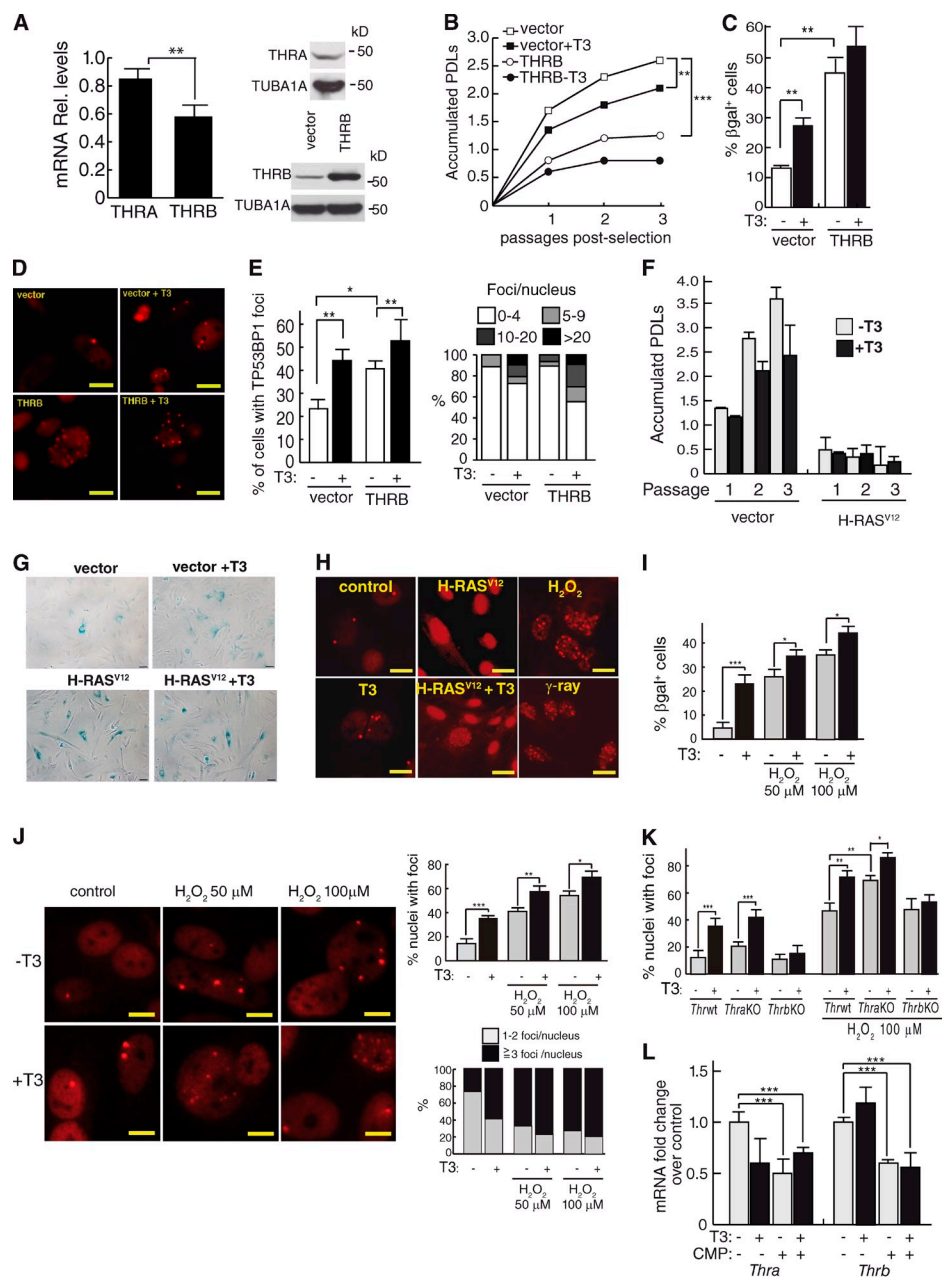 A
mRNA Rel. levels
1.0
0.8
0.6
0.4
0.2
0
**
THRA THRB
kD
THRA
-50
TUBA1A
-50
vector
THRB
kD
THRB
-50
TUBA1A
-50
B
Accumulated PDLs
3.0
2.5
2.0
1.5
1.0
0.5
0
vector
vector+T3
THRB
THRB-T3
**
***
1 2 3
passages post-selection
C
% βgal+ cells
60
50
40
30
20
10
0
**
**
T3: - + - +
vector THRB
D
vector
vector + T3
THRB
THRB + T3
E
% of cells with TP53BP1 foci
60
50
40
30
20
10
0
*
**
**
T3: - + - +
vector THRB
Foci/nucleus
0-4 5-9
10-20 >20
100
80
60
40
20
0
%
T3: - + - +
vector THRB
F
Accumulatd PDLs
4.0
3.5
3.0
2.5
2.0
1.5
1.0
0.5
0
-T3
+T3
Passage 1 2 3 1 2 3
vector H-RASV12
G
vector vector +T3
H-RASV12 H-RASV12 +T3
H
control H-RASV12 H2O2
T3 H-RASV12 + T3 γ-ray
I
% βgal+ cells
40
30
20
10
0
***
*
*
T3: - + - + - +
H2O2 H2O2
50 µM 100 µM
J
control H2O2 50 µM H2O2 100µM
-T3
+T3
% nuclei with foci
80
60
40
20
0
***
**
*
T3: - + - + - +
H2O2 H2O2
50 µM 100 µM
1-2 foci/nucleus
≧3 foci /nucleus
100
80
60
40
20
0
%
T3: - + - + - +
H2O2 H2O2
50 µM 100 µM
K
% nuclei with foci
80
60
40
20
0
***
***
**
**
*
T3: - + - + - + - + - + - +
Thrwt ThraKO ThrbKO Thrwt ThraKO ThrbKO
H2O2 100 µM
L
mRNA fold change
over control
1.5
1.0
0.5
0
***
***
***
***
T3: - + - + - + - +
CMP: - - + + - - + +
Thra Thrb